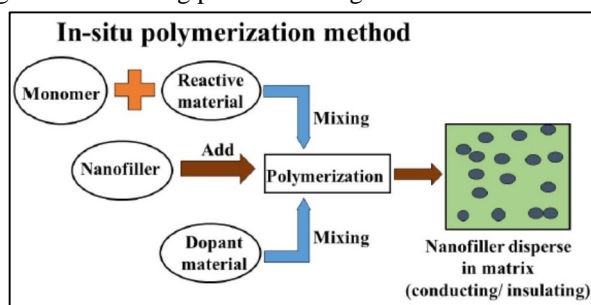 In-situ polymerization method
Monomer
Reactive
material
Mixing
Nanofiller
Add
Polymerization
Dopant
material
Mixing
Nanofiller disperse
in matrix
(conducting/ insulating)